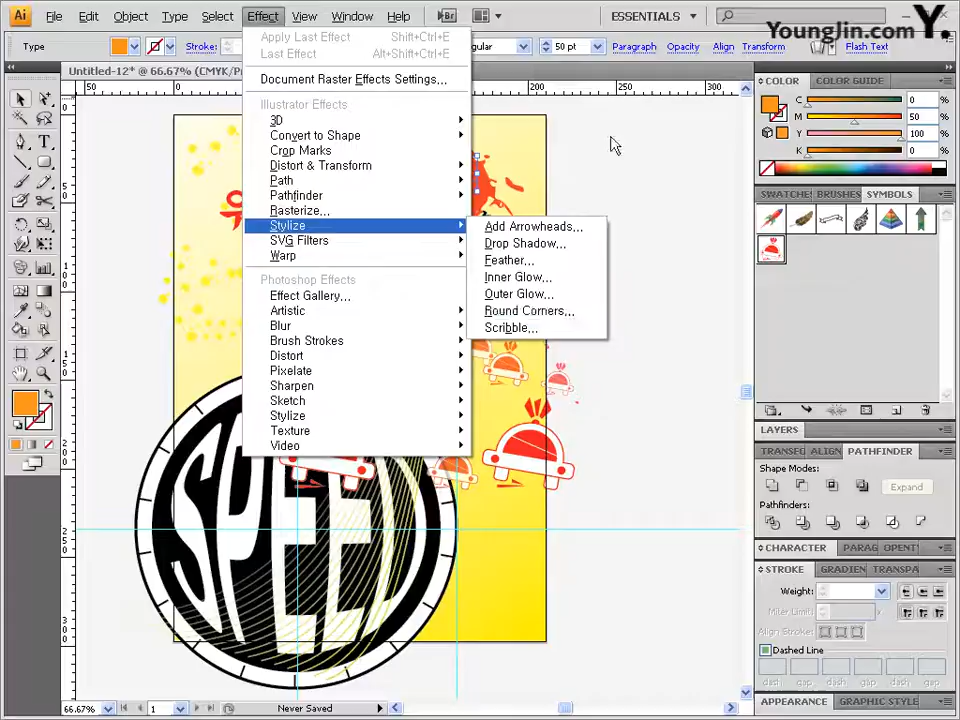 Ai File Edit Object Type Select Effect View Window Help Br ESSENTIALS
YoungJin.com Y.
Type Stroke: gular 50 pt Paragraph Opacity Align Transform Flash Text
Untitled-12* @ 66.67% (CMYK/Pr
50 0 200 250 300
Apply Last Effect Shift+Ctrl+E
Last Effect Alt+Shift+Ctrl+E
Document Raster Effects Settings...
Illustrator Effects
3D
Convert to Shape
Crop Marks
Distort & Transform
Path
Pathfinder
Rasterize...
Stylize
SVG Filters
Warp
Photoshop Effects
Effect Gallery...
Artistic
Blur
Brush Strokes
Distort
Pixelate
Sharpen
Sketch
Stylize
Texture
Video
Add Arrowheads...
Drop Shadow...
Feather...
Inner Glow...
Outer Glow...
Round Corners...
Scribble...
SPEED
COLOR COLOR GUIDE
C 0 %
M 50 %
Y 100 %
K 0 %
SWATCHE BRUSHES SYMBOLS
LAYERS
TRANSFO ALIGN PATHFINDER
Shape Modes:
Expand
Pathfinders:
CHARACTER PARAG OPENT
STROKE GRADIEN TRANSPA
Weight:
Miter Limit:
Align Stroke:
Dashed Line
dash gap dash gap dash gap
APPEARANCE GRAPHIC STYLE
66.67% 1 Never Saved